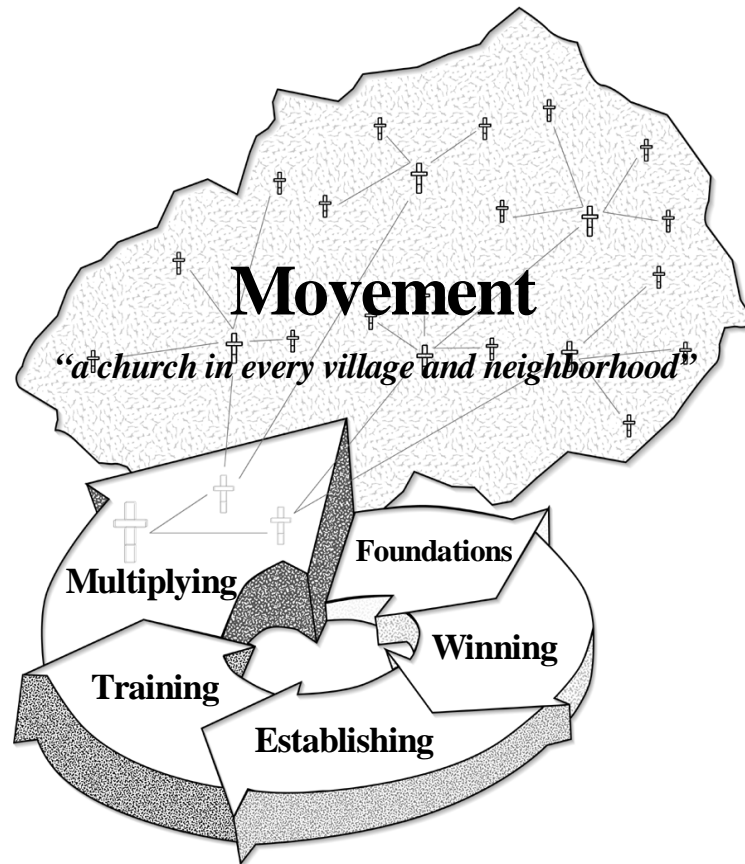 Movement
“a church in every village and neighborhood”
Foundations
Multiplying
Winning
Training
Establishing